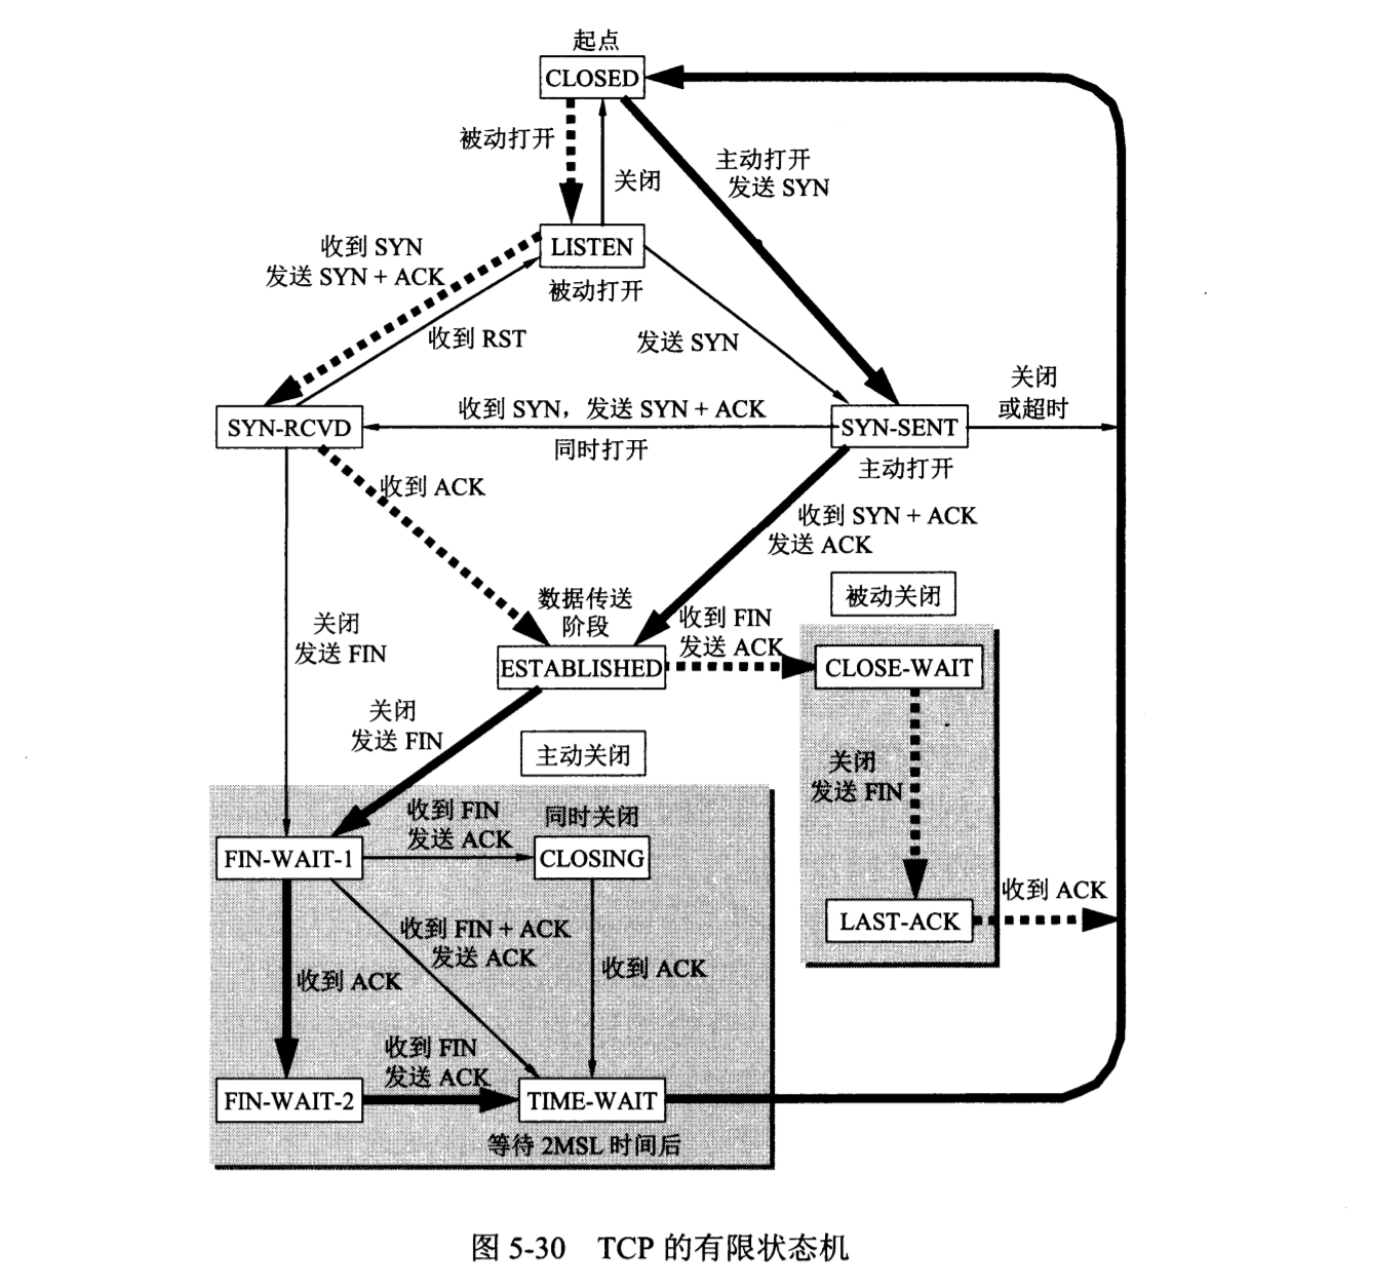 起点
CLOSED
被动打开
关闭
主动打开
发送 SYN
收到 SYN
发送 SYN + ACK
LISTEN
被动打开
收到 RST
发送 SYN
关闭
或超时
SYN-RCVD
收到 SYN，发送 SYN + ACK
同时打开
SYN-SENT
主动打开
收到 ACK
收到 SYN + ACK
发送 ACK
被动关闭
数据传送
阶段
收到 FIN
发送 ACK
关闭
发送 FIN
ESTABLISHED
CLOSE-WAIT
关闭
发送 FIN
主动关闭
关闭
发送 FIN
收到 FIN
发送 ACK
同时关闭
FIN-WAIT-1
CLOSING
收到 ACK
LAST-ACK
收到 FIN + ACK
发送 ACK
收到 ACK
收到 ACK
收到 FIN
发送 ACK
FIN-WAIT-2
TIME-WAIT
等待 2MSL 时间后
图 5-30 TCP 的有限状态机